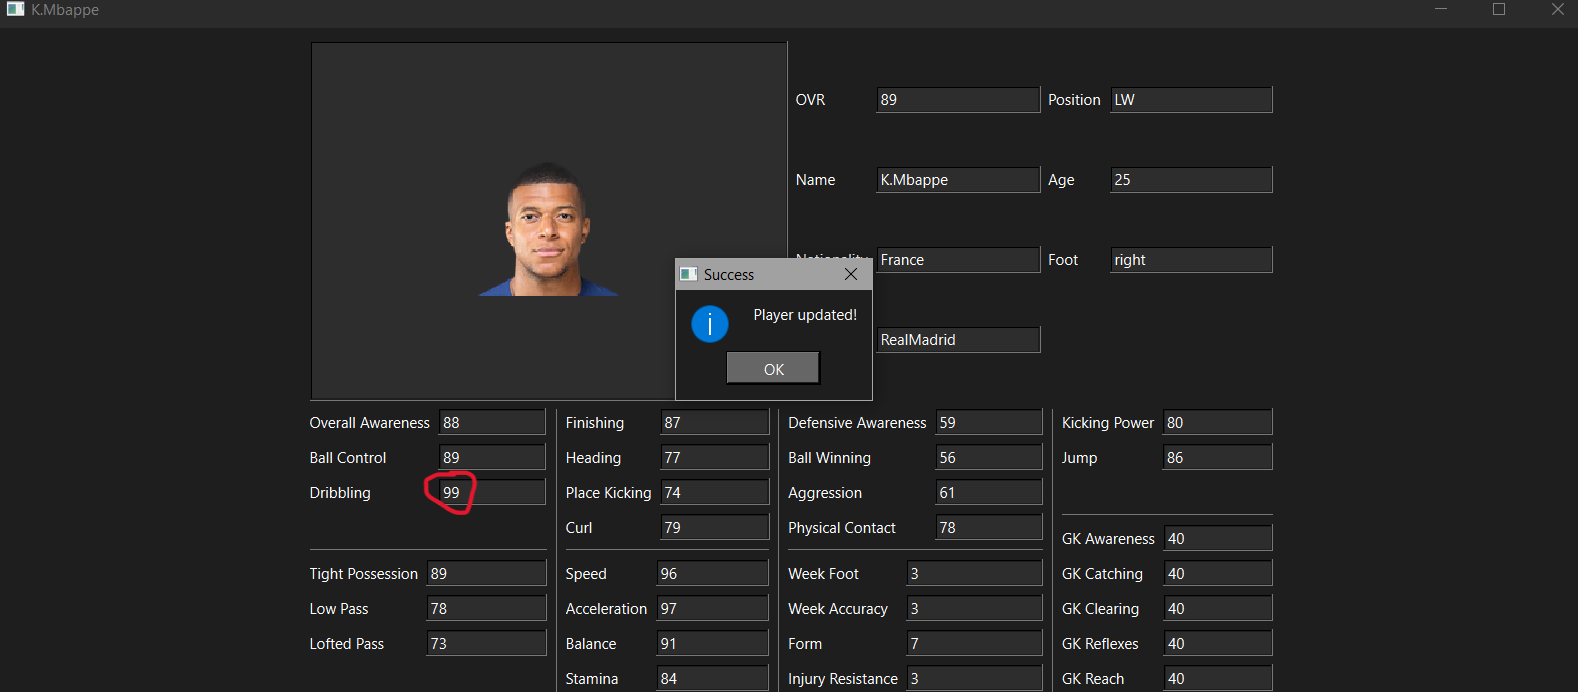 K.Mbappe
OVR 89 Position LW
Name K.Mbappe Age 25
France Foot right
Success
Player updated!
OK
RealMadrid
Overall Awareness 88 Finishing 87 Defensive Awareness 59 Kicking Power 80
Ball Control 89 Heading 77 Ball Winning 56 Jump 86
Dribbling 99 Place Kicking 74 Aggression 61
Curl 79 Physical Contact 78
GK Awareness 40
Tight Possession 89 Speed 96 Week Foot 3 GK Catching 40
Low Pass 78 Acceleration 97 Week Accuracy 3 GK Clearing 40
Lofted Pass 73 Balance 91 Form 7 GK Reflexes 40
Stamina 84 Injury Resistance 3 GK Reach 40